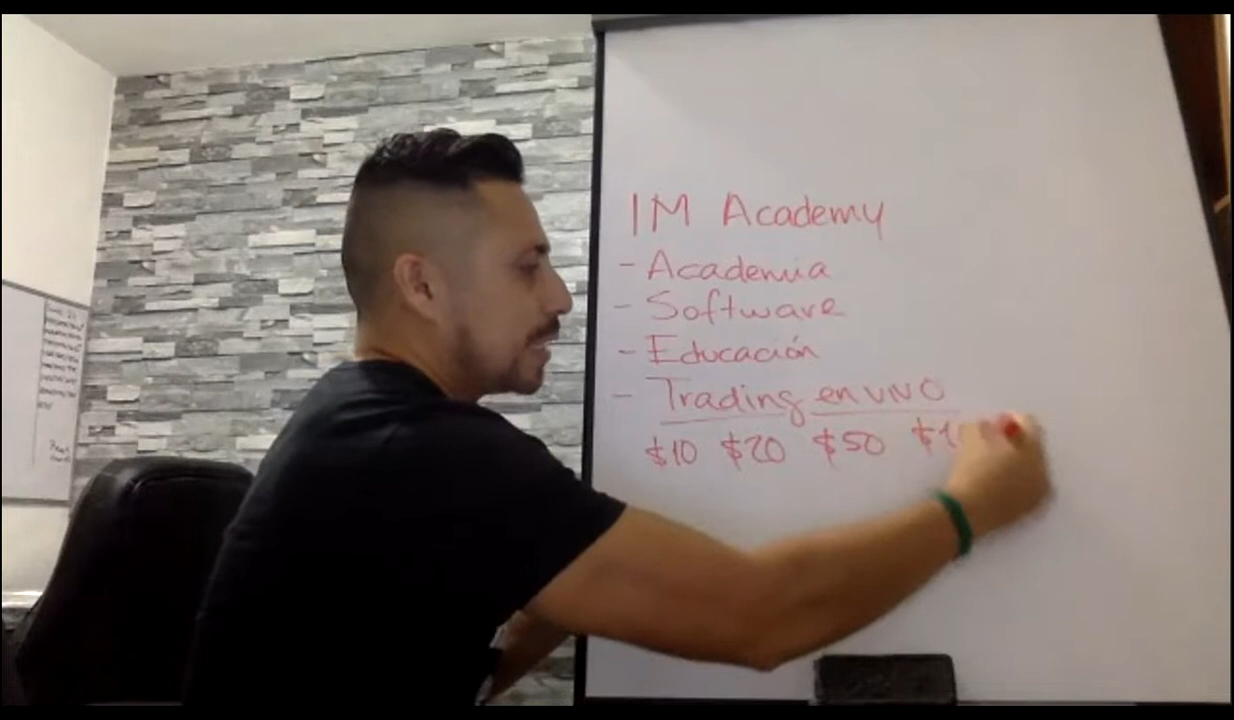 IM Academy
- Academia
- Software
- Educación
- Trading en vivo
$10 $20 $50